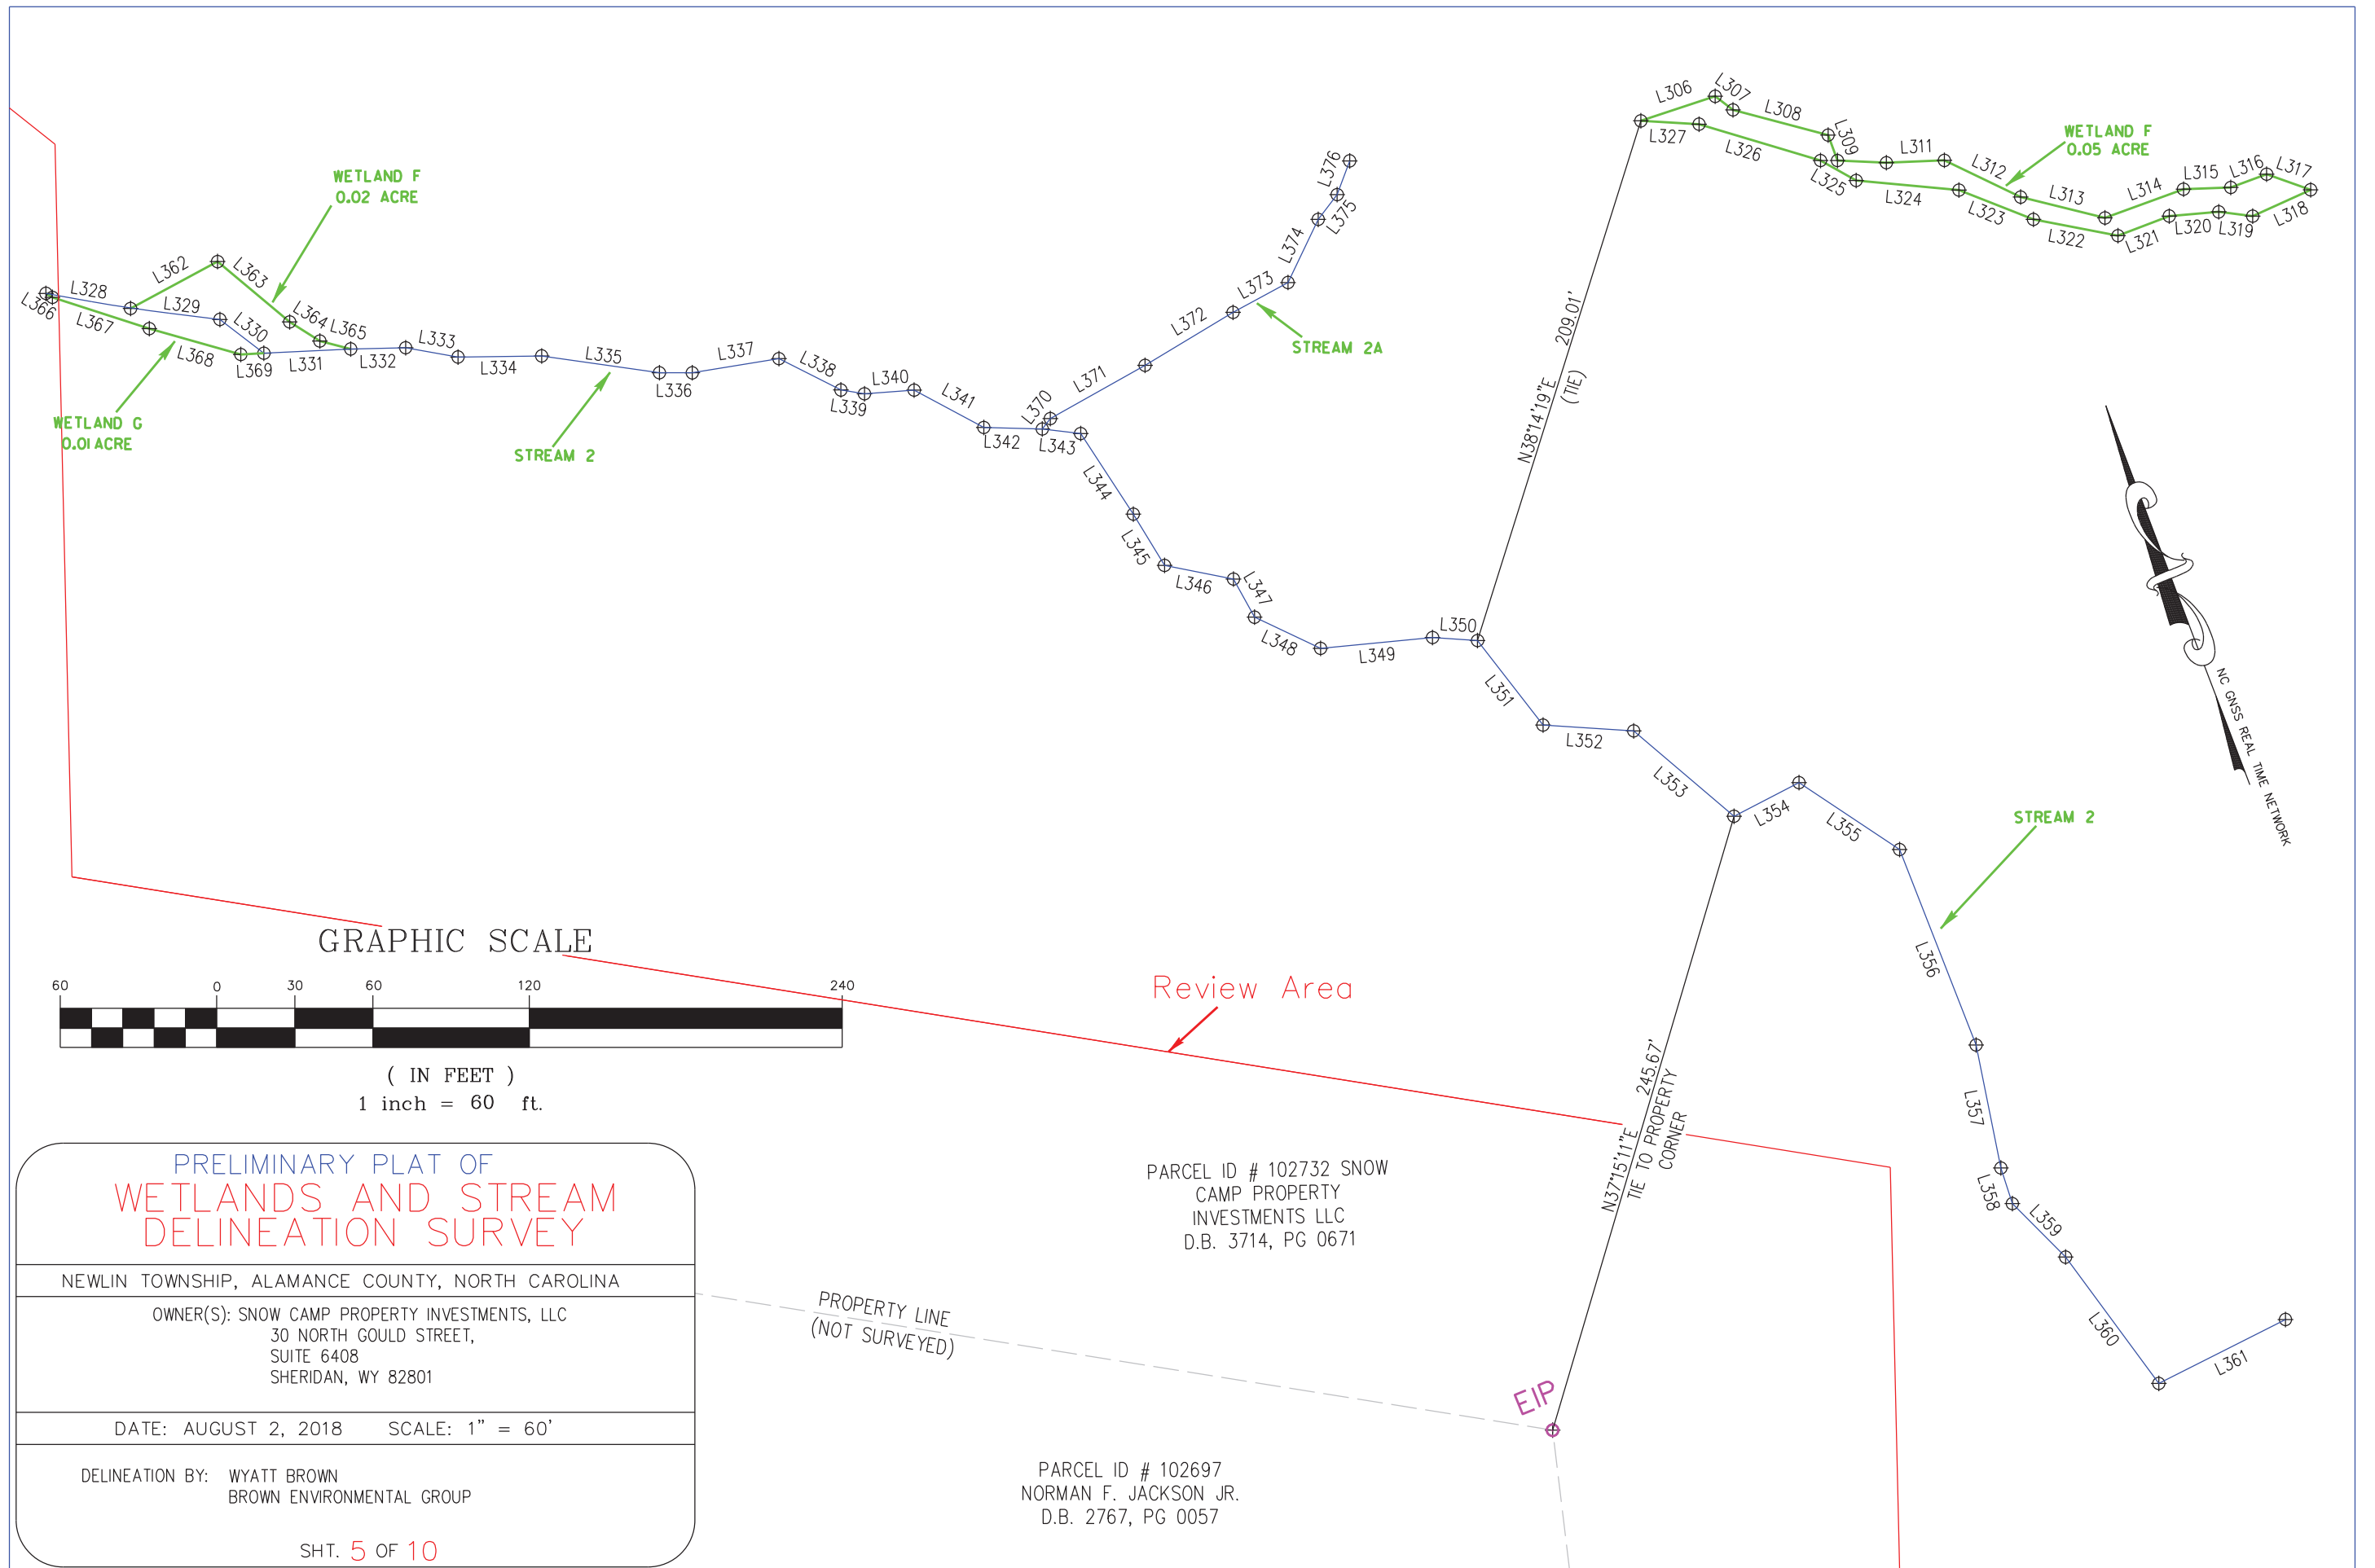 L306
L307
L308
L309
L311
L312
L313
L314
L315
L316
L317
L318
L319
L320
L321
L322
L323
L324
L325
L326
L327
WETLAND F
0.05 ACRE
WETLAND F
0.02 ACRE
L376
L375
L374
L373
L372
L371
L370
STREAM 2A
L362
L363
L364
L365
L328
L329
L330
L331
L332
L333
L334
L335
L336
L337
L338
L339
L340
L341
L342
L343
L366
L367
L368
L369
WETLAND G
0.01 ACRE
STREAM 2
N38°14'19"E 209.01'
(TIE)
L344
L345
L346
L347
L348
L349
L350
L351
L352
L353
L354
L355
L356
L357
L358
L359
L360
L361
STREAM 2
NC GNSS REAL TIME NETWORK
GRAPHIC SCALE
60 0 30 60 120 240
( IN FEET )
1 inch = 60 ft.
Review Area
N37°15'11"E 245.67'
TIE TO PROPERTY
CORNER
PARCEL ID # 102732 SNOW
CAMP PROPERTY
INVESTMENTS LLC
D.B. 3714, PG 0671
PROPERTY LINE
(NOT SURVEYED)
EIP
PARCEL ID # 102697
NORMAN F. JACKSON JR.
D.B. 2767, PG 0057
PRELIMINARY PLAT OF
WETLANDS AND STREAM
DELINEATION SURVEY
NEWLIN TOWNSHIP, ALAMANCE COUNTY, NORTH CAROLINA
OWNER(S): SNOW CAMP PROPERTY INVESTMENTS, LLC
30 NORTH GOULD STREET,
SUITE 6408
SHERIDAN, WY 82801
DATE: AUGUST 2, 2018 SCALE: 1" = 60'
DELINEATION BY: WYATT BROWN
BROWN ENVIRONMENTAL GROUP
SHT. 5 OF 10